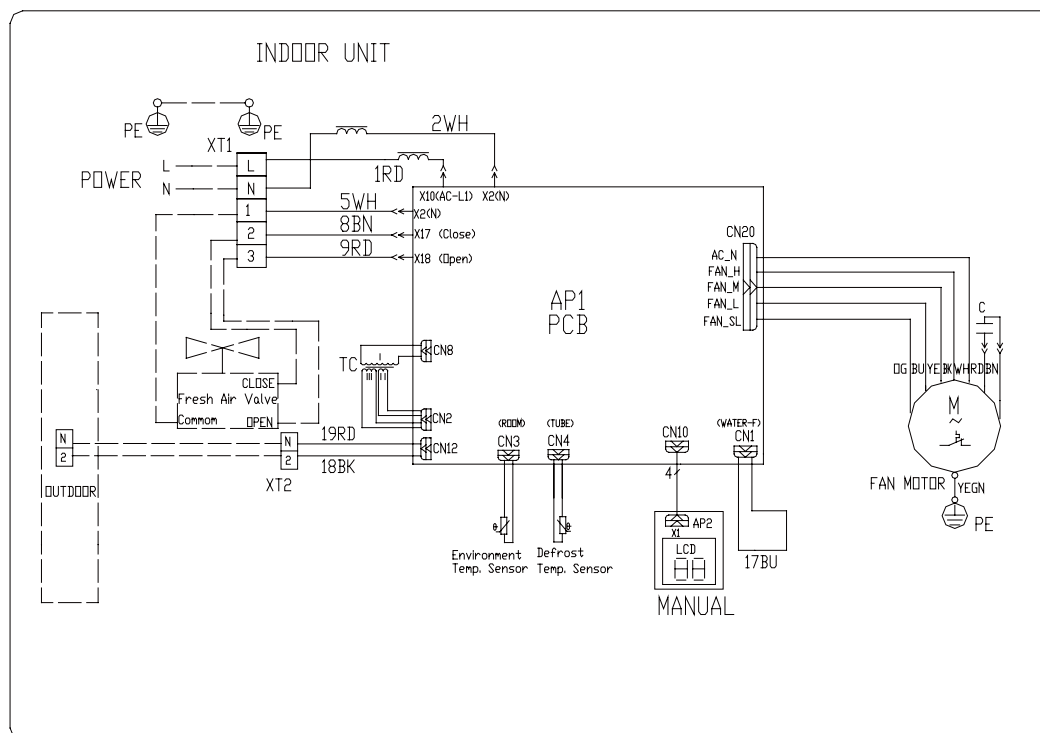 INDOOR UNIT
PE
PE
2WH
XT1
L
L
1RD
POWER
N
N
X10(AC-L1)
X2(N)
1
5WH
X2(N)
2
8BN
X17 (Close)
3
9RD
X18 (Open)
CN20
AC_N
FAN_H
FAN_M
FAN_L
FAN_SL
AP1
PCB
C
TC
I
II
III
CN8
CN2
CN12
CLOSE
Fresh Air Valve
Commom
OPEN
OG BU YE BK WH RD BN
M
~
FAN MOTOR
YEGN
PE
N
2
OUTDOOR
19RD
18BK
N
2
XT2
(ROOM)
CN3
(TUBE)
CN4
CN10
(WATER-F)
CN1
4
θ
θ
Environment
Temp. Sensor
Defrost
Temp. Sensor
AP2
X1
LCD
88
MANUAL
17BU